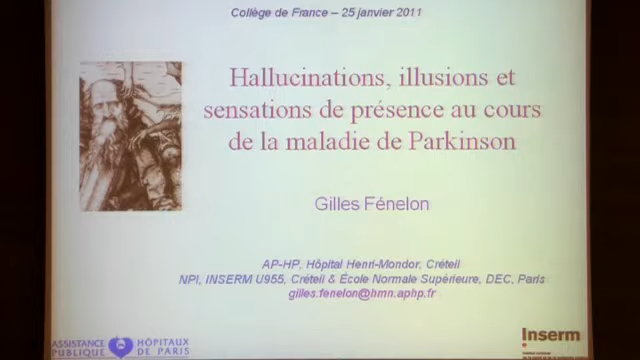 Collège de France – 25 janvier 2011
Hallucinations, illusions et
sensations de présence au cours
de la maladie de Parkinson
Gilles Fénelon
AP-HP, Hôpital Henri-Mondor, Créteil
NPI, INSERM U955, Créteil & École Normale Supérieure, DEC, Paris
gilles.fenelon@hmn.aphp.fr
ASSISTANCE HÔPITAUX
PUBLIQUE DE PARIS
Inserm